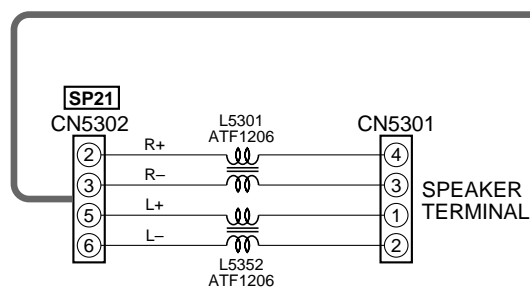 SP21
CN5302
L5301
ATF1206
CN5301
2 R+ 4
3 R– 3
5 L+ 1
6 L– 2
SPEAKER
TERMINAL
L5352
ATF1206